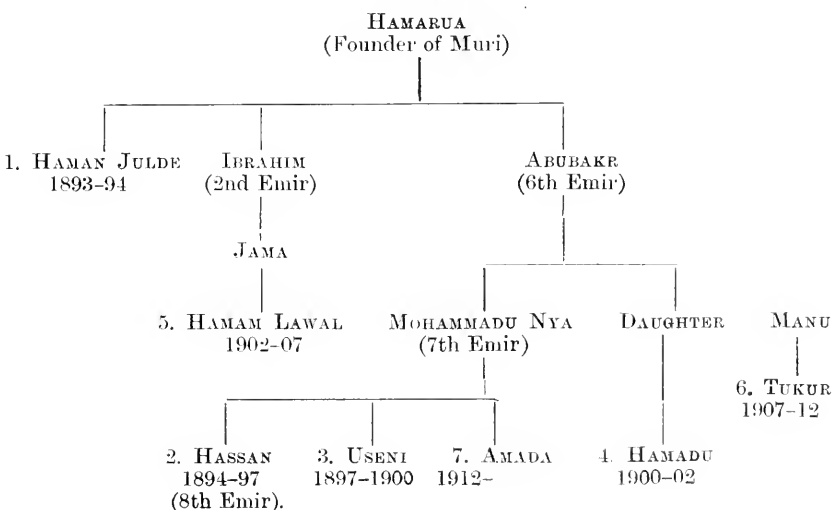 HAMARUA
(Founder of Muri)
1. HAMAN JULDE IBRAHIM ABUBAKR
1893-94 (2nd Emir) (6th Emir)
JAMA
5. HAMAM LAWAL MOHAMMADU NYA DAUGHTER MANU
1902-07 (7th Emir)
6. TUKUR
1907-12
2. HASSAN 3. USENI 7. AMADA 4. HAMADU
1894-97 1897-1900 1912- 1900-02
(8th Emir).